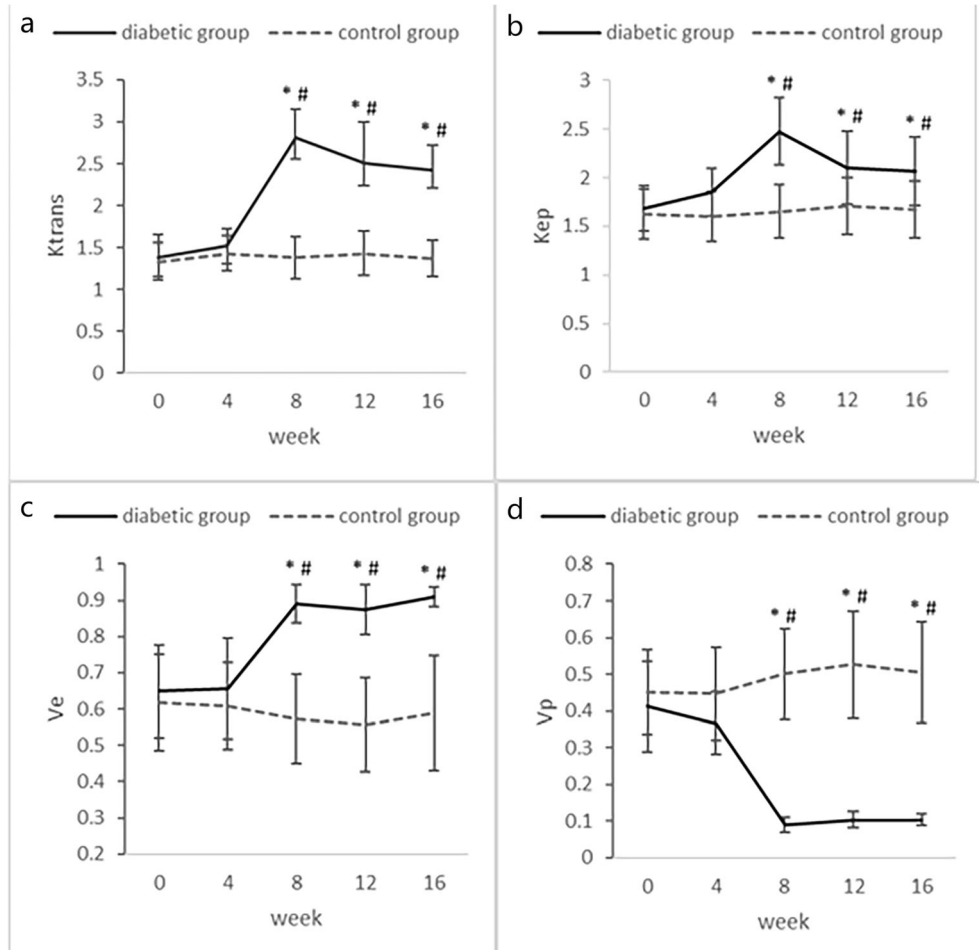 a
diabetic group control group
Ktrans
3.5
3
2.5
2
1.5
1
0.5
0
* #
* #
* #
0 4 8 12 16
week
b
diabetic group control group
Kep
3
2.5
2
1.5
1
0.5
0
* #
* #
* #
0 4 8 12 16
week
c
diabetic group control group
Ve
1
0.9
0.8
0.7
0.6
0.5
0.4
0.3
0.2
* #
* #
* #
0 4 8 12 16
week
d
diabetic group control group
Vp
0.8
0.7
0.6
0.5
0.4
0.3
0.2
0.1
0
* #
* #
* #
0 4 8 12 16
week